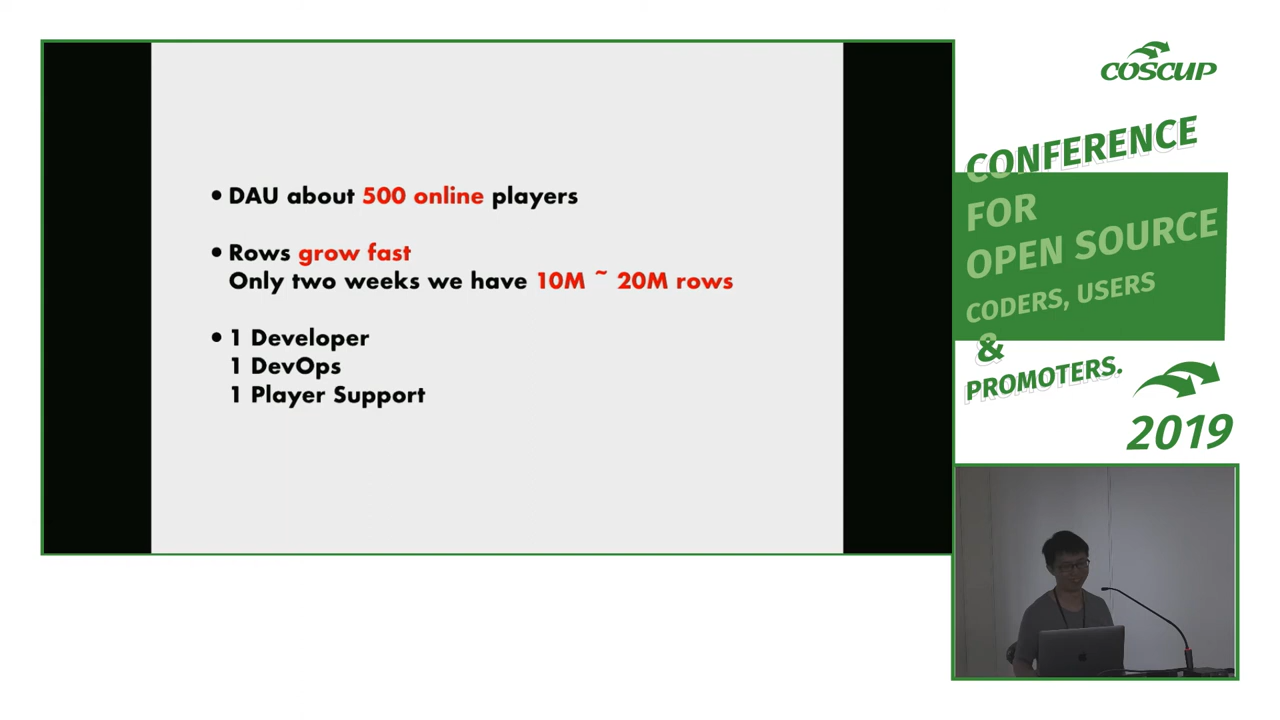 • DAU about 500 online players
• Rows grow fast
Only two weeks we have 10M ~ 20M rows
• 1 Developer
1 DevOps
1 Player Support
COSCUP
CONFERENCE
FOR
OPEN SOURCE
CODERS, USERS
&
PROMOTERS.
2019